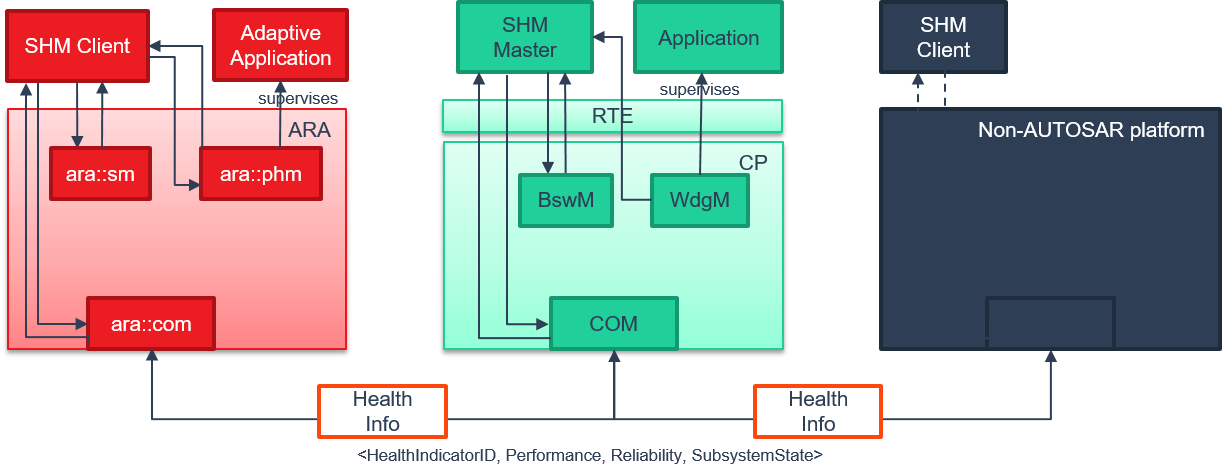 SHM Client
Adaptive
Application
supervises
ARA
ara::sm
ara::phm
ara::com
SHM
Master
Application
supervises
RTE
CP
BswM
WdgM
COM
SHM
Client
Non-AUTOSAR platform
Health
Info
Health
Info
<HealthIndicatorID, Performance, Reliability, SubsystemState>